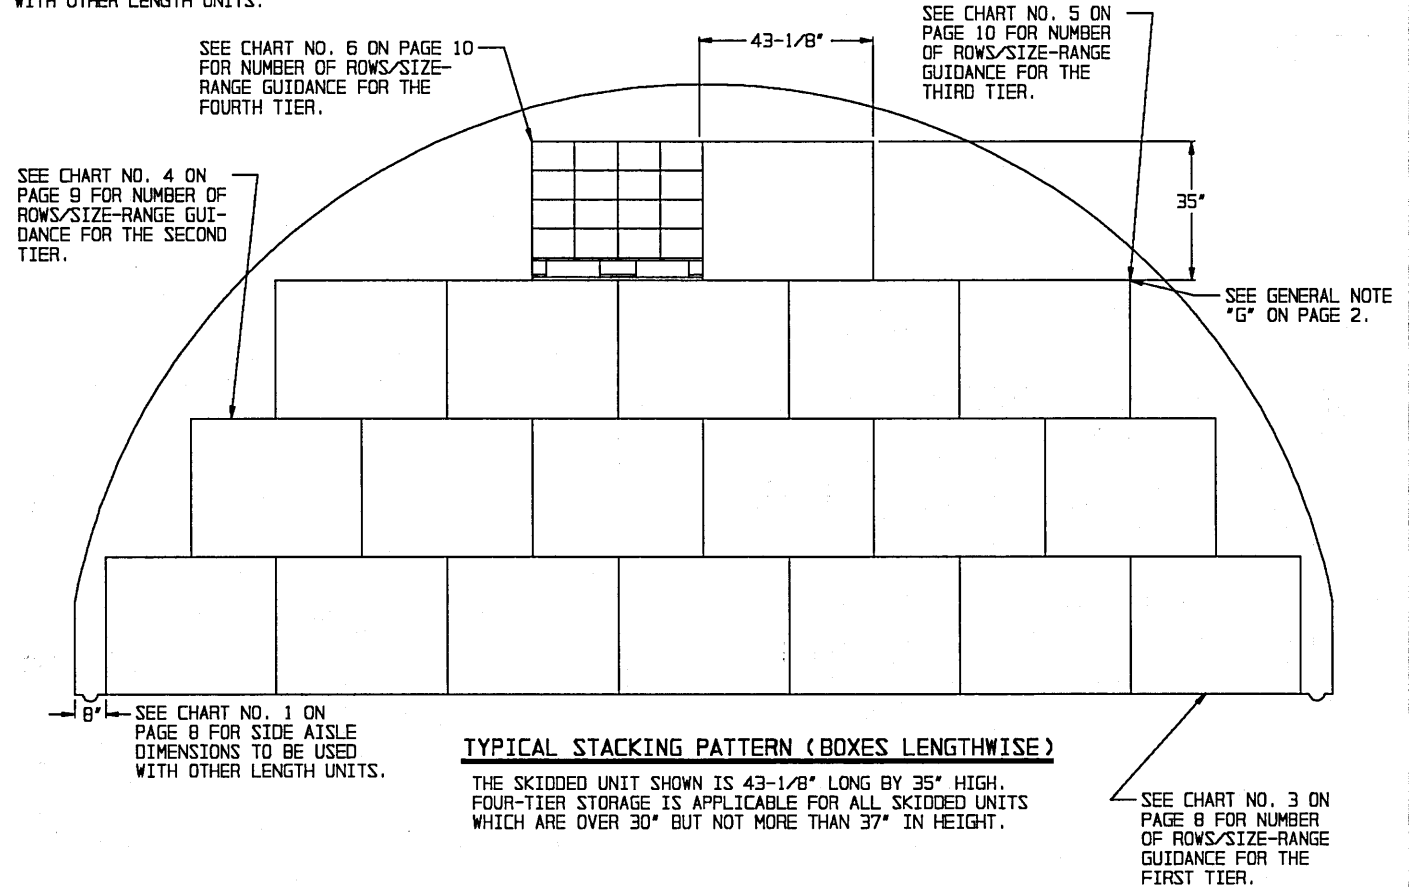 WITH OTHER LENGTH UNITS.
SEE CHART NO. 6 ON PAGE 10
FOR NUMBER OF ROWS/SIZE-
RANGE GUIDANCE FOR THE
FOURTH TIER.
43-1/8"
SEE CHART NO. 5 ON
PAGE 10 FOR NUMBER
OF ROWS/SIZE-RANGE
GUIDANCE FOR THE
THIRD TIER.
SEE CHART NO. 4 ON
PAGE 9 FOR NUMBER OF
ROWS/SIZE-RANGE GUI-
DANCE FOR THE SECOND
TIER.
35"
SEE GENERAL NOTE
"G" ON PAGE 2.
8"
SEE CHART NO. 1 ON
PAGE 8 FOR SIDE AISLE
DIMENSIONS TO BE USED
WITH OTHER LENGTH UNITS.
TYPICAL STACKING PATTERN (BOXES LENGTHWISE)
THE SKIDDED UNIT SHOWN IS 43-1/8" LONG BY 35" HIGH.
FOUR-TIER STORAGE IS APPLICABLE FOR ALL SKIDDED UNITS
WHICH ARE OVER 30" BUT NOT MORE THAN 37" IN HEIGHT.
SEE CHART NO. 3 ON
PAGE 8 FOR NUMBER
OF ROWS/SIZE-RANGE
GUIDANCE FOR THE
FIRST TIER.